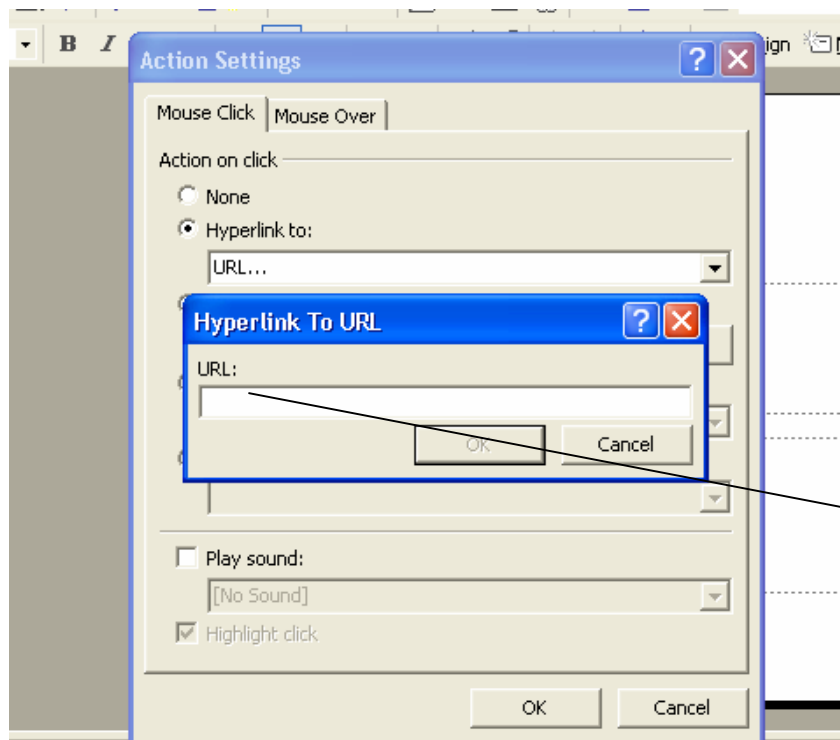 B I
ign
Action Settings
Mouse Click Mouse Over
Action on click
None
Hyperlink to:
URL...
Hyperlink To URL
URL:
OK Cancel
Play sound:
[No Sound]
Highlight click
OK Cancel